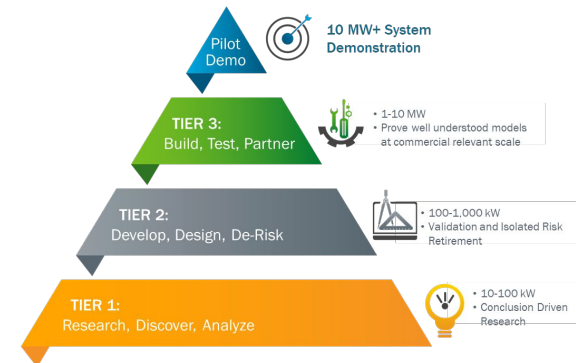 Pilot
Demo
10 MW+ System
Demonstration
TIER 3:
Build, Test, Partner
• 1-10 MW
• Prove well understood models
at commercial relevant scale
TIER 2:
Develop, Design, De-Risk
• 100-1,000 kW
• Validation and Isolated Risk
Retirement
TIER 1:
Research, Discover, Analyze
• 10-100 kW
• Conclusion Driven
Research